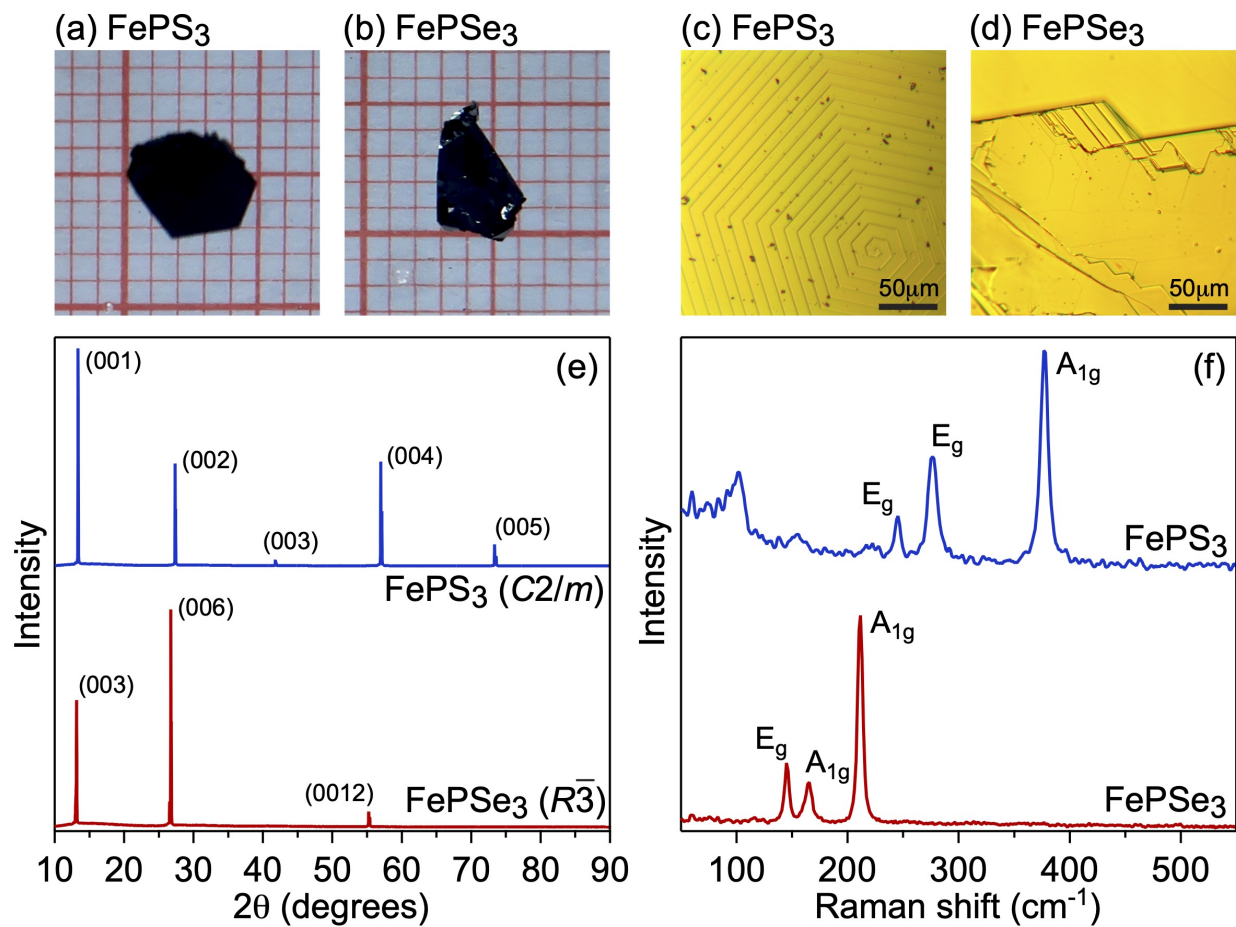 (a) FePS3
(b) FePSe3
(c) FePS3
(d) FePSe3
50μm
50μm
(e)
(001)
(002)
(003)
(004)
(005)
FePS3 (C2/m)
(003)
(006)
(0012)
FePSe3 (R3̅)
Intensity
10 20 30 40 50 60 70 80 90
2θ (degrees)
(f)
Eg
Eg
A1g
FePS3
Eg
A1g
A1g
FePSe3
Intensity
100 200 300 400 500
Raman shift (cm-1)